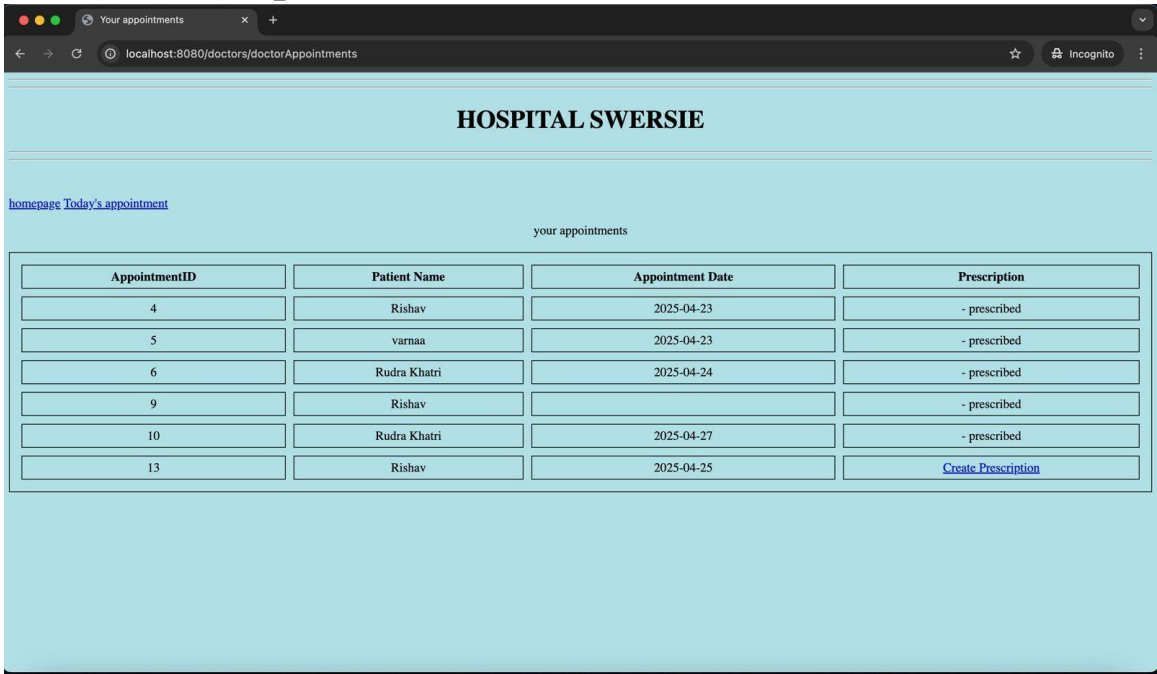 Your appointments
localhost:8080/doctors/doctorAppointments Incognito
HOSPITAL SWERSIE
homepage Today's appointment
your appointments
AppointmentID Patient Name Appointment Date Prescription
4 Rishav 2025-04-23 - prescribed
5 varnaa 2025-04-23 - prescribed
6 Rudra Khatri 2025-04-24 - prescribed
9 Rishav - prescribed
10 Rudra Khatri 2025-04-27 - prescribed
13 Rishav 2025-04-25 Create Prescription